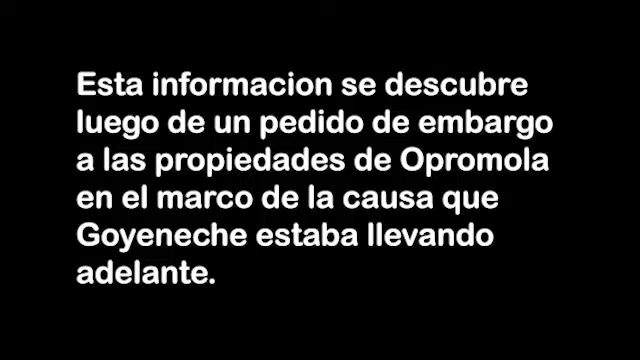 Esta informacion se descubre
luego de un pedido de embargo
a las propiedades de Opromola
en el marco de la causa que
Goyeneche estaba llevando
adelante.